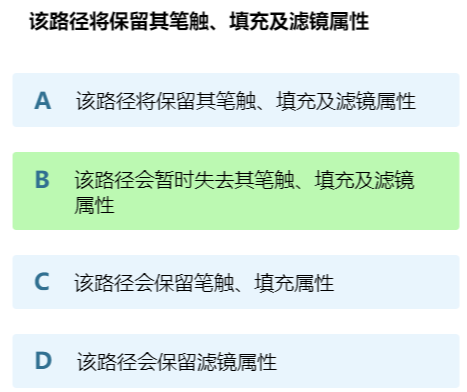 该路径将保留其笔触、填充及滤镜属性
A 该路径将保留其笔触、填充及滤镜属性
B 该路径会暂时失去其笔触、填充及滤镜
属性
C 该路径会保留笔触、填充属性
D 该路径会保留滤镜属性